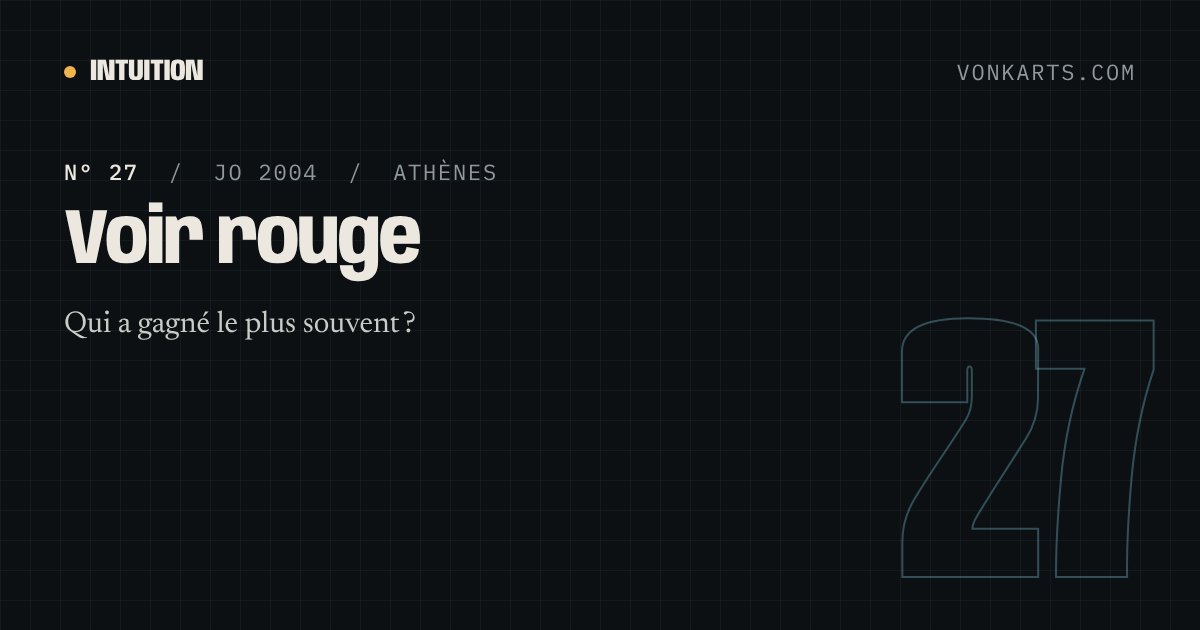 INTUITION
VONKARTS.COM
N° 27 / JO 2004 / ATHÈNES
Voir rouge
Qui a gagné le plus souvent ?
27